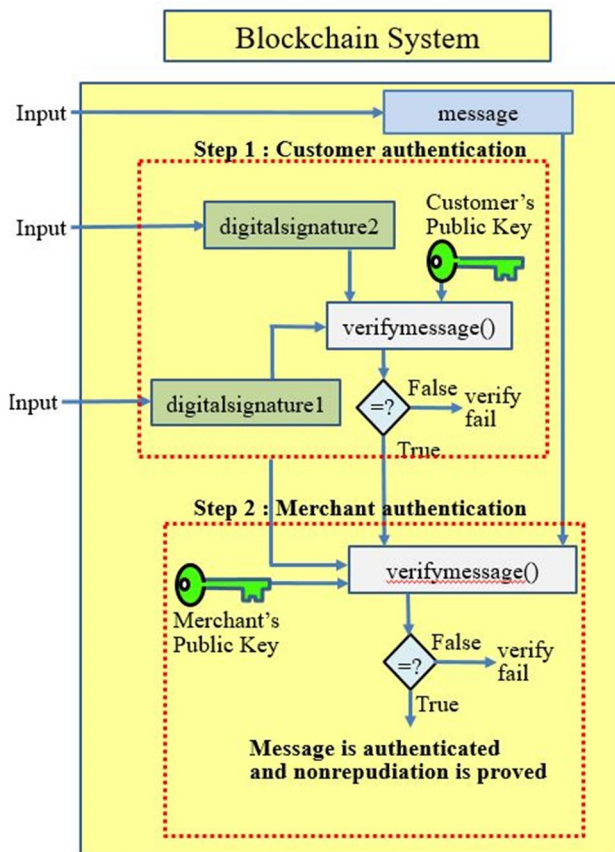 Blockchain System
Input
message
Step 1 : Customer authentication
Customer's
Public Key
Input
digitalsignature2
verifymessage()
Input
digitalsignature1
=?
False
verify
fail
True
Step 2 : Merchant authentication
verifymessage()
Merchant's
Public Key
=?
False
verify
fail
True
Message is authenticated
and nonrepudiation is proved